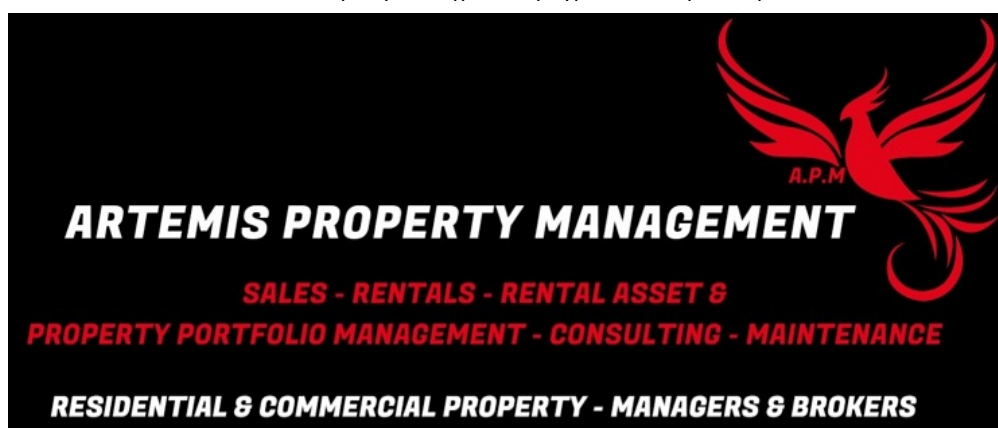 A.P.M
ARTEMIS PROPERTY MANAGEMENT
SALES - RENTALS - RENTAL ASSET &
PROPERTY PORTFOLIO MANAGEMENT - CONSULTING - MAINTENANCE
RESIDENTIAL & COMMERCIAL PROPERTY - MANAGERS & BROKERS